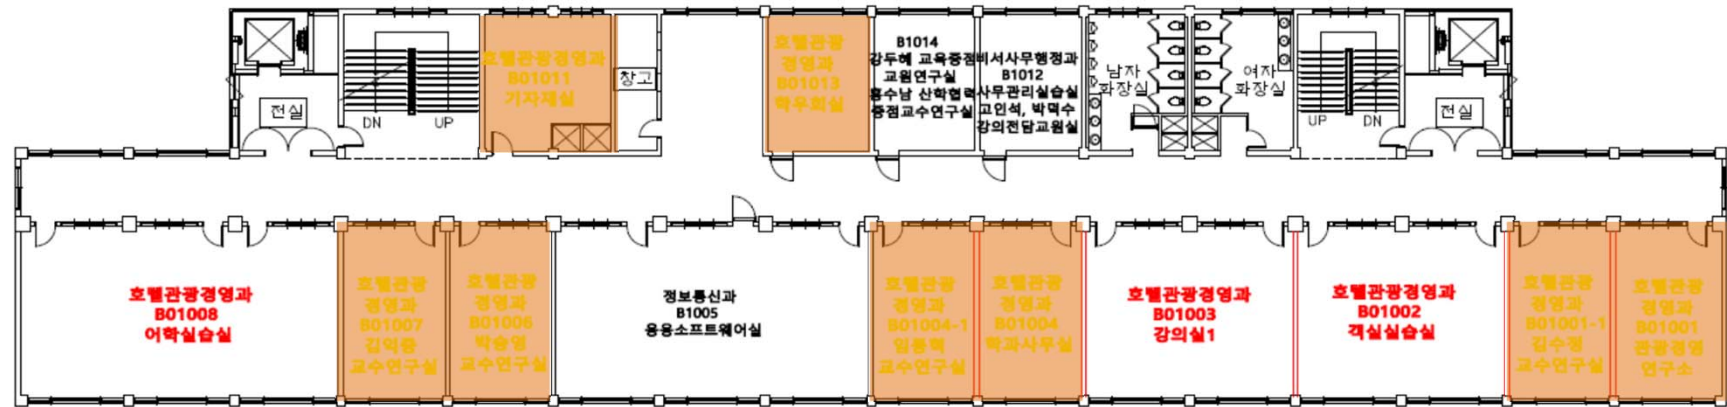 호텔관광경영과
B01011
기자재실
창고
호텔관광
경영과
B01013
학우회실
B1014
강두혜 교육중점
교원연구실
홍수남 산학협력
중점교수연구실
비서사무행정과
B1012
사무관리실습실
고인석, 박덕수
강의전담교원실
남자
화장실
여자
화장실
전실
DN
UP
UP
DN
전실
호텔관광경영과
B01008
어학실습실
호텔관광
경영과
B01007
김익중
교수연구실
호텔관광
경영과
B01006
박승영
교수연구실
정보통신과
B1005
응용소프트웨어실
호텔관광
경영과
B01004-1
임붕혁
교수연구실
호텔관광
경영과
B01004
학과사무실
호텔관광경영과
B01003
강의실1
호텔관광경영과
B01002
객실실습실
호텔관광
경영과
B01001-1
김수정
교수연구실
호텔관광
경영과
B01001
관광경영
연구소